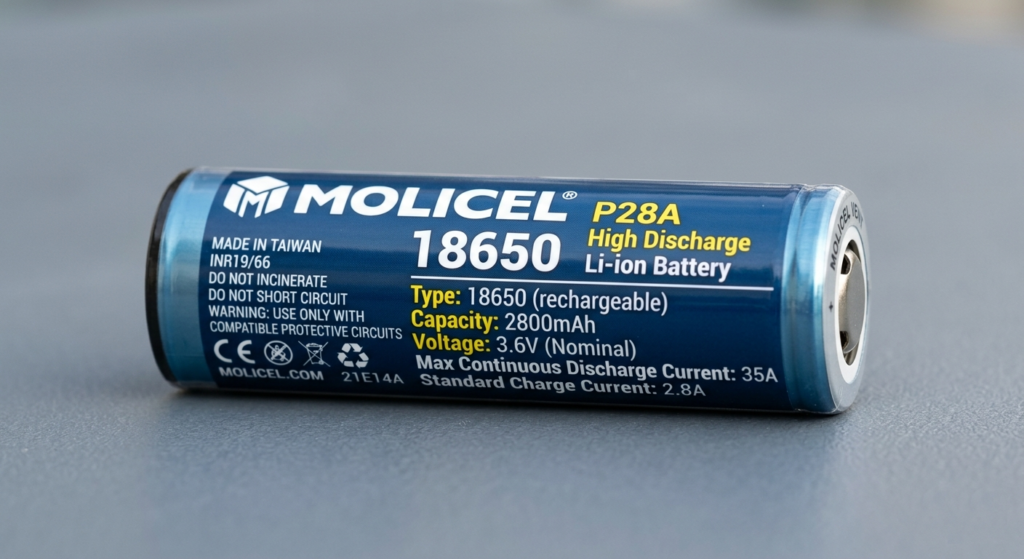 MOLICEL®
P28A
18650
High Discharge
Li-ion Battery
MADE IN TAIWAN
INR19/66
DO NOT INCINERATE
DO NOT SHORT CIRCUIT
WARNING: USE ONLY WITH
COMPATIBLE PROTECTIVE CIRCUITS
CE
MOLICEL.COM 21E14A
Type: 18650 (rechargeable)
Capacity: 2800mAh
Voltage: 3.6V (Nominal)
Max Continuous Discharge Current: 35A
Standard Charge Current: 2.8A
MOLICEL